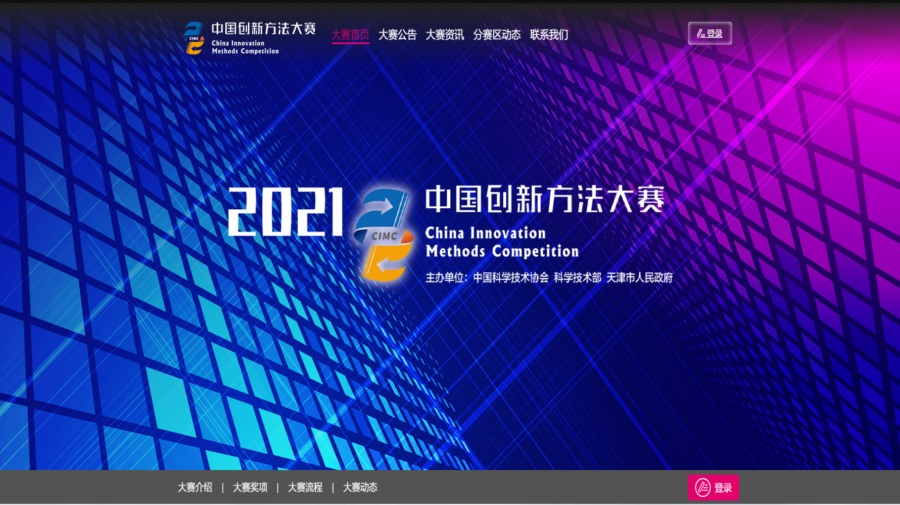 中国创新方法大赛
China Innovation
Methods Competition
CIMC
大赛首页 大赛公告 大赛资讯 分赛区动态 联系我们
登录
2021
CIMC
中国创新方法大赛
China Innovation
Methods Competition
主办单位：中国科学技术协会 科学技术部 天津市人民政府
大赛介绍 | 大赛奖项 | 大赛流程 | 大赛动态
登录